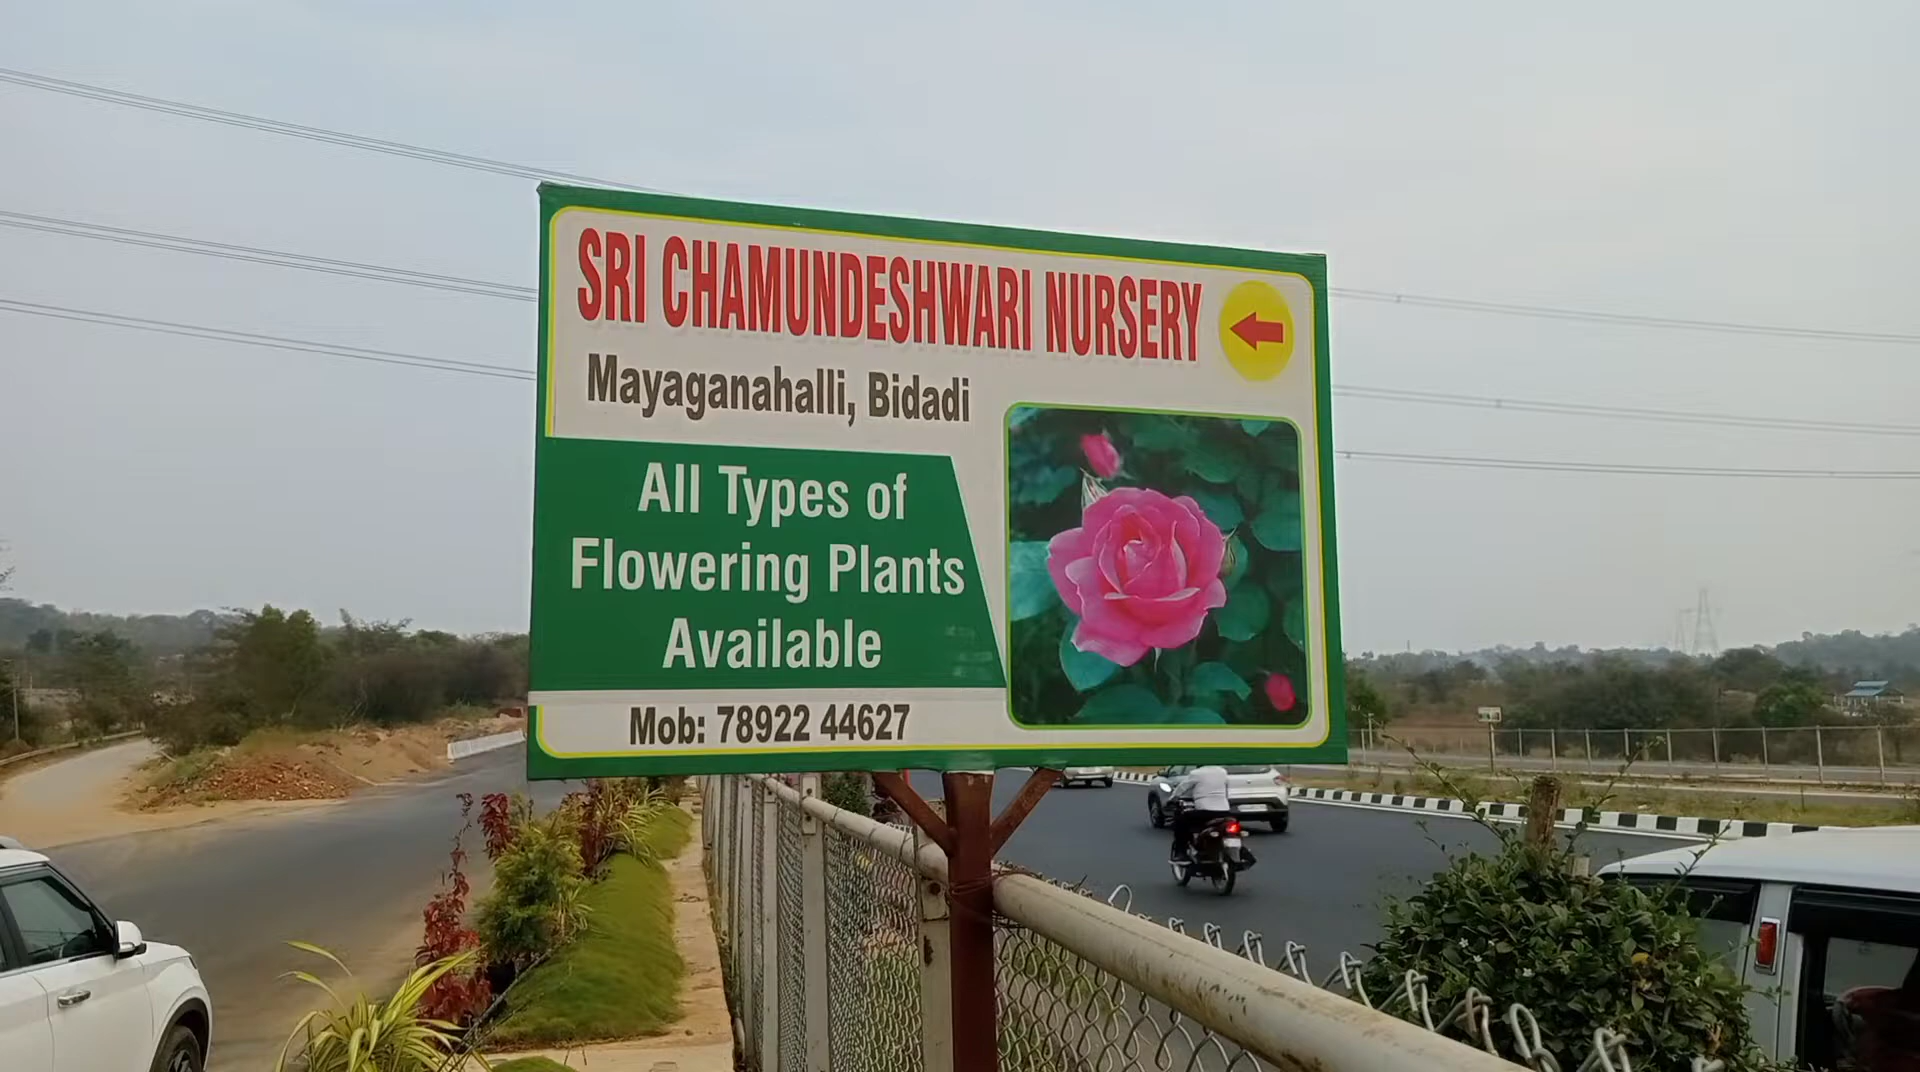 SRI CHAMUNDESHWARI NURSERY
Mayaganahalli, Bidadi
All Types of
Flowering Plants
Available
Mob: 78922 44627